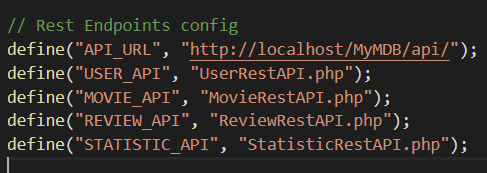 // Rest Endpoints config
define("API_URL", "http://localhost/MyMDB/api/");
define("USER_API", "UserRestAPI.php");
define("MOVIE_API", "MovieRestAPI.php");
define("REVIEW_API", "ReviewRestAPI.php");
define("STATISTIC_API", "StatisticRestAPI.php");